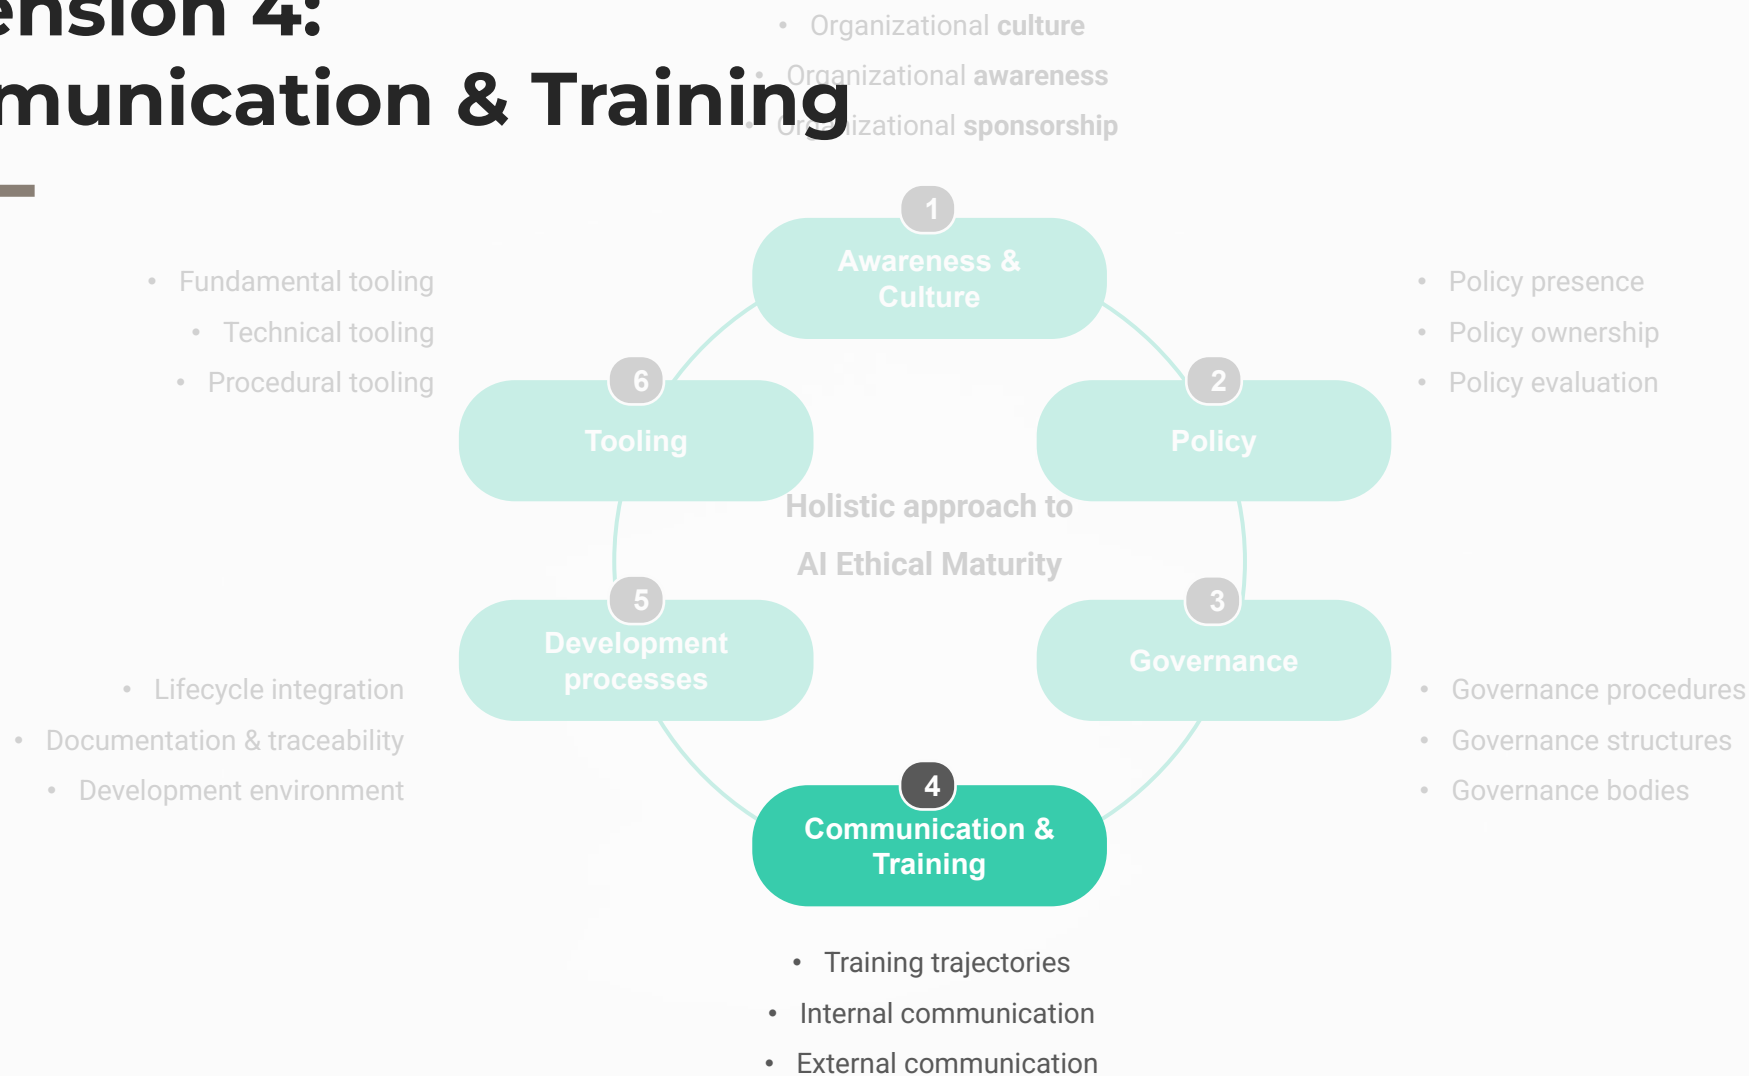 ension 4:
munication & Training
• Organizational culture
• Organizational awareness
• Organizational sponsorship
1
Awareness &
Culture
• Fundamental tooling
• Technical tooling
• Procedural tooling
6
Tooling
2
Policy
• Policy presence
• Policy ownership
• Policy evaluation
Holistic approach to
AI Ethical Maturity
5
Development
processes
• Lifecycle integration
• Documentation & traceability
• Development environment
3
Governance
• Governance procedures
• Governance structures
• Governance bodies
4
Communication &
Training
• Training trajectories
• Internal communication
• External communication